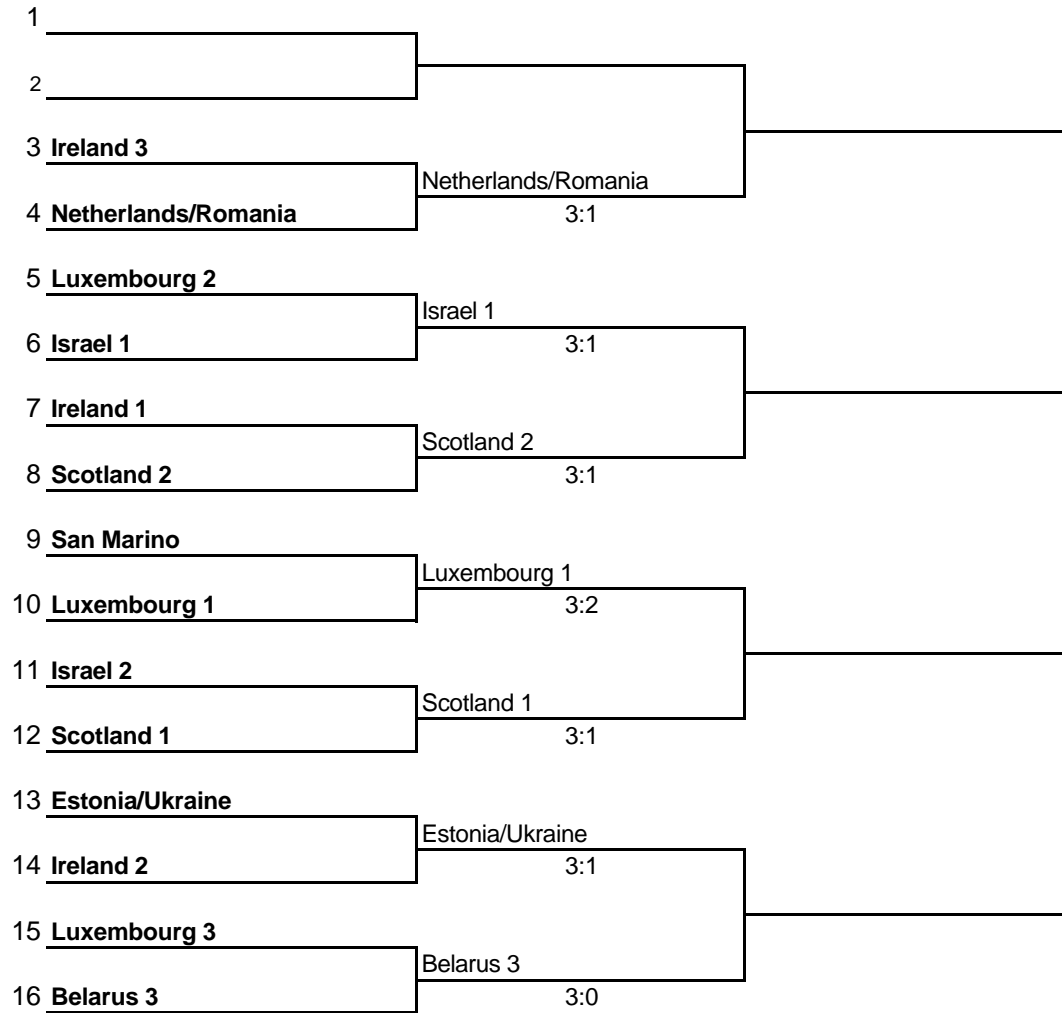 1
2
3 Ireland 3
Netherlands/Romania
4 Netherlands/Romania
3:1
5 Luxembourg 2
Israel 1
6 Israel 1
3:1
7 Ireland 1
Scotland 2
8 Scotland 2
3:1
9 San Marino
Luxembourg 1
10 Luxembourg 1
3:2
11 Israel 2
Scotland 1
12 Scotland 1
3:1
13 Estonia/Ukraine
Estonia/Ukraine
14 Ireland 2
3:1
15 Luxembourg 3
Belarus 3
16 Belarus 3
3:0